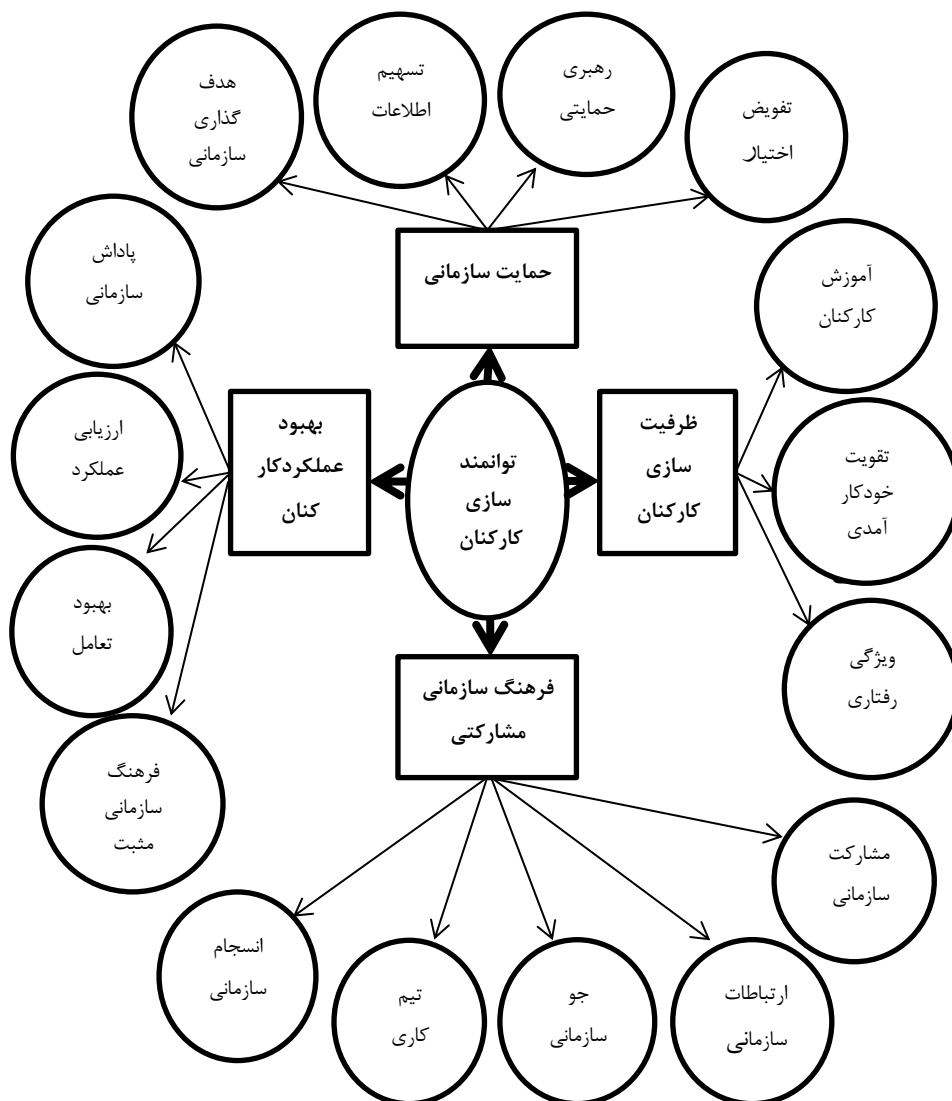 هدف
گذاری
سازمانی
تسهیم
اطلاعات
رهبری
حمایتی
تفویض
اختیار
حمایت سازمانی
پاداش
سازمانی
آموزش
کارکنان
ارزیابی
عملکرد
بهبود
عملکردکار
کنان
توانمند
سازی
کارکنان
ظرفیت
سازی
کارکنان
تقویت
خودکار
آمدی
بهبود
تعامل
ویژگی
رفتاری
فرهنگ سازمانی
مشارکتی
فرهنگ
سازمانی
مثبت
مشارکت
سازمانی
انسجام
سازمانی
تیم
کاری
جو
سازمانی
ارتباطات
سازمانی